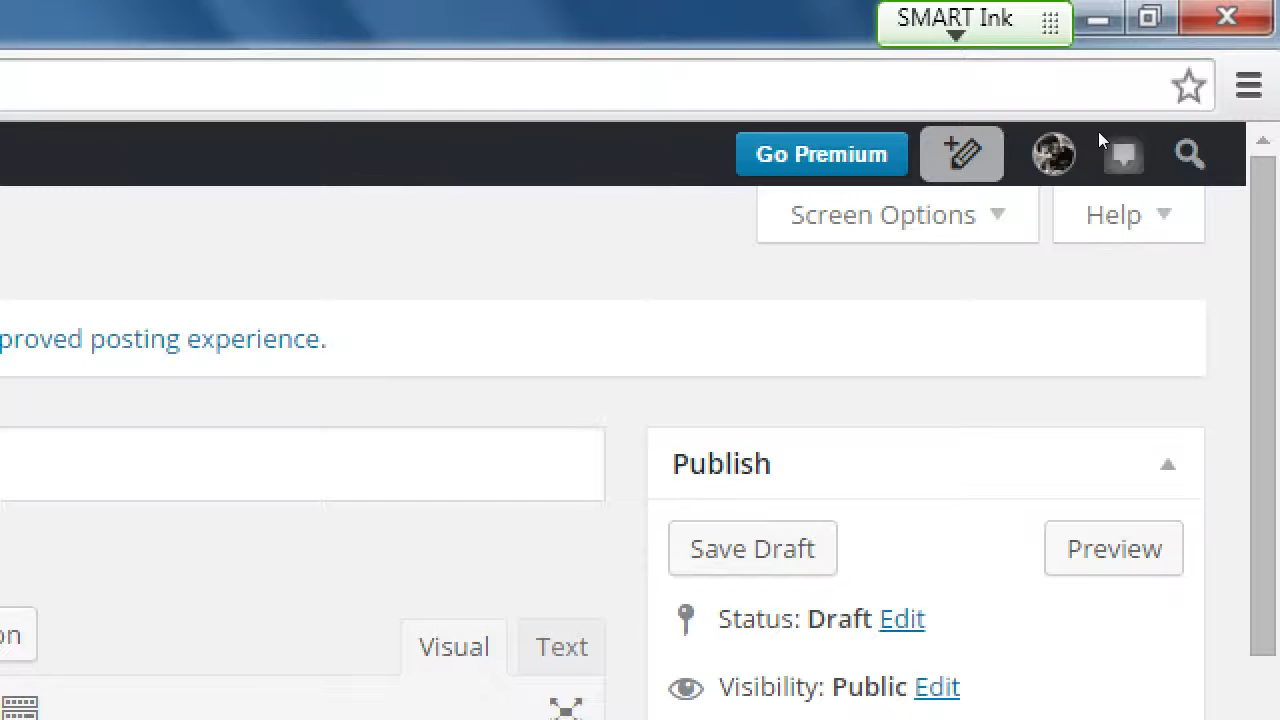 SMART Ink
Go Premium
Screen Options
Help
proved posting experience.
Publish
Save Draft
Preview
Status: Draft Edit
on
Visual
Text
Visibility: Public Edit